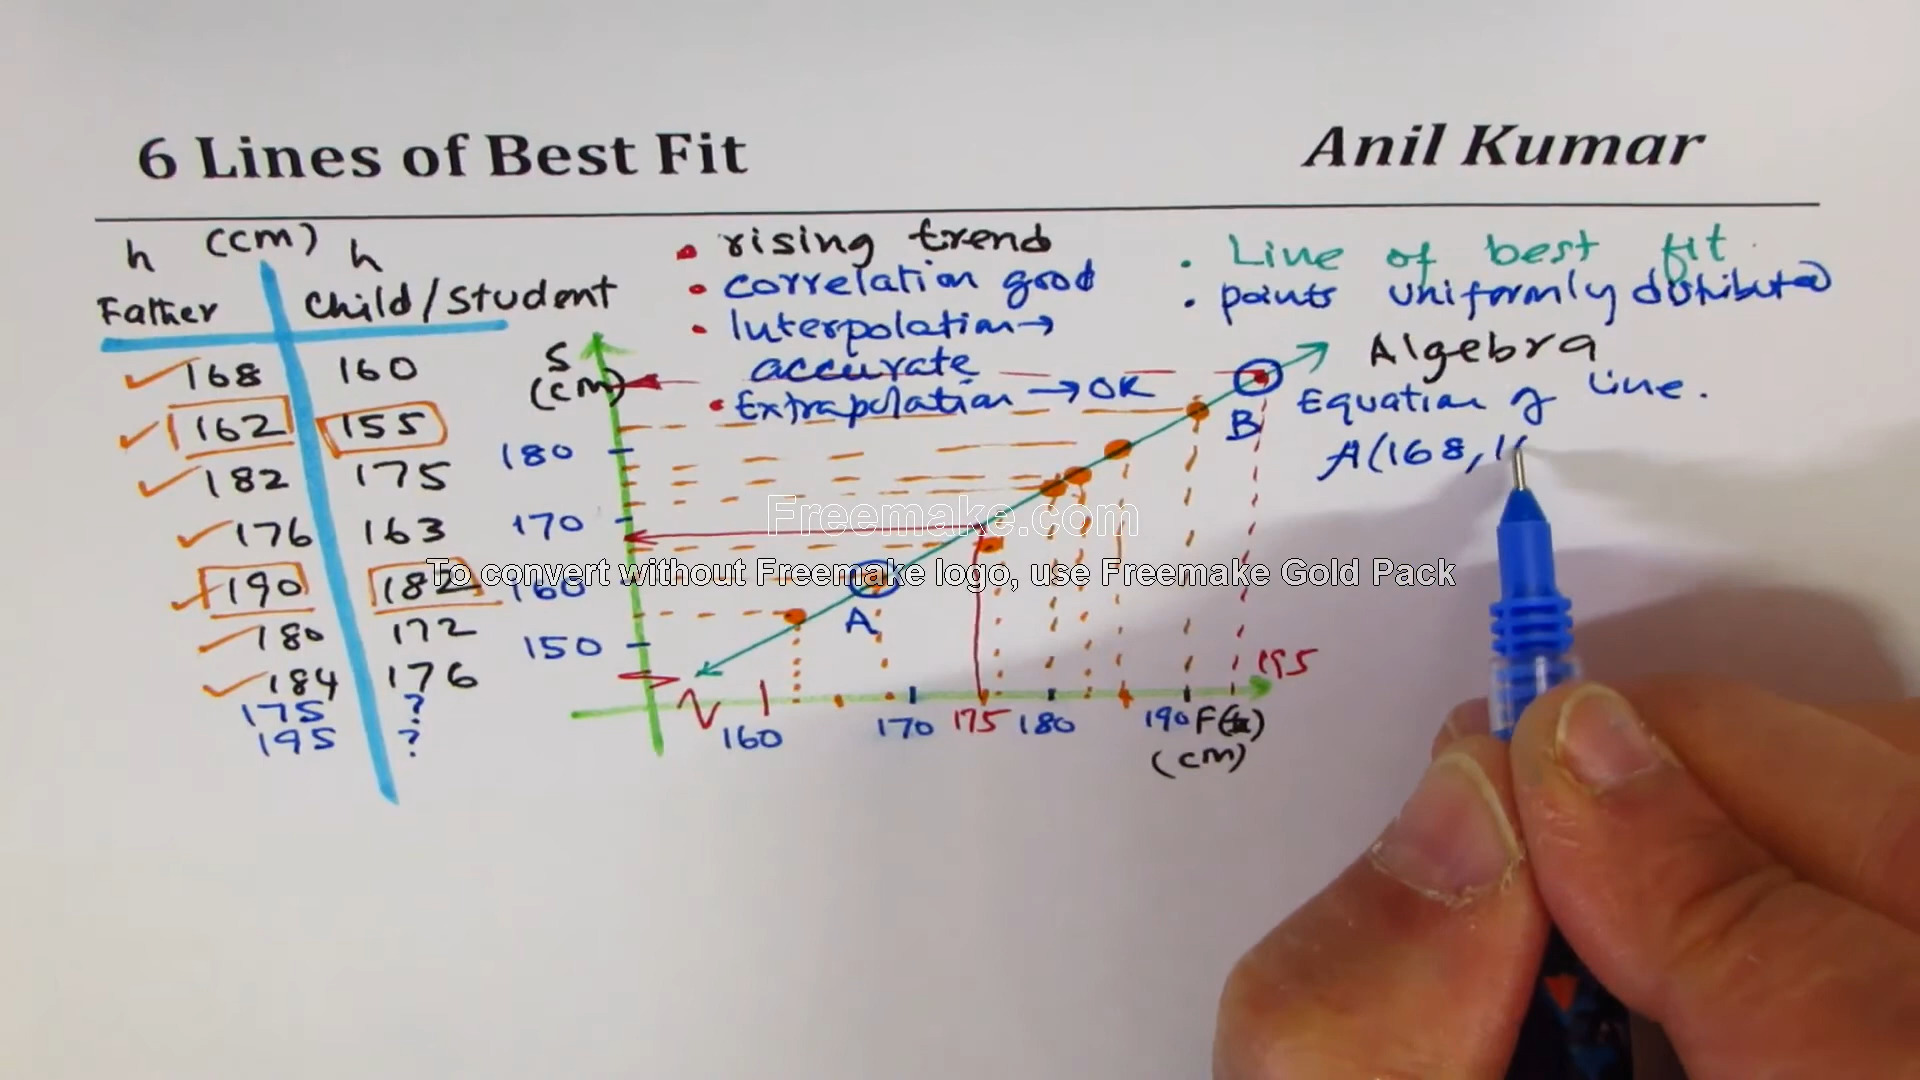 6 Lines of Best Fit
Anil Kumar
h (cm) h
Father Child/Student
168 160
162 155
182 175
176 163
190 182
180 172
184 176
175 ?
195 ?
• rising trend
• correlation good
• Interpolation→
accurate
• Extrapolation → OK
• Line of best fit.
• points uniformly distributed
Algebra
Equation of line.
A(168, 1
S
(cm)
180
170
160
150
A
B
160 170 175 180 190 195
(cm)
Freemake.com
To convert without Freemake logo, use Freemake Gold Pack